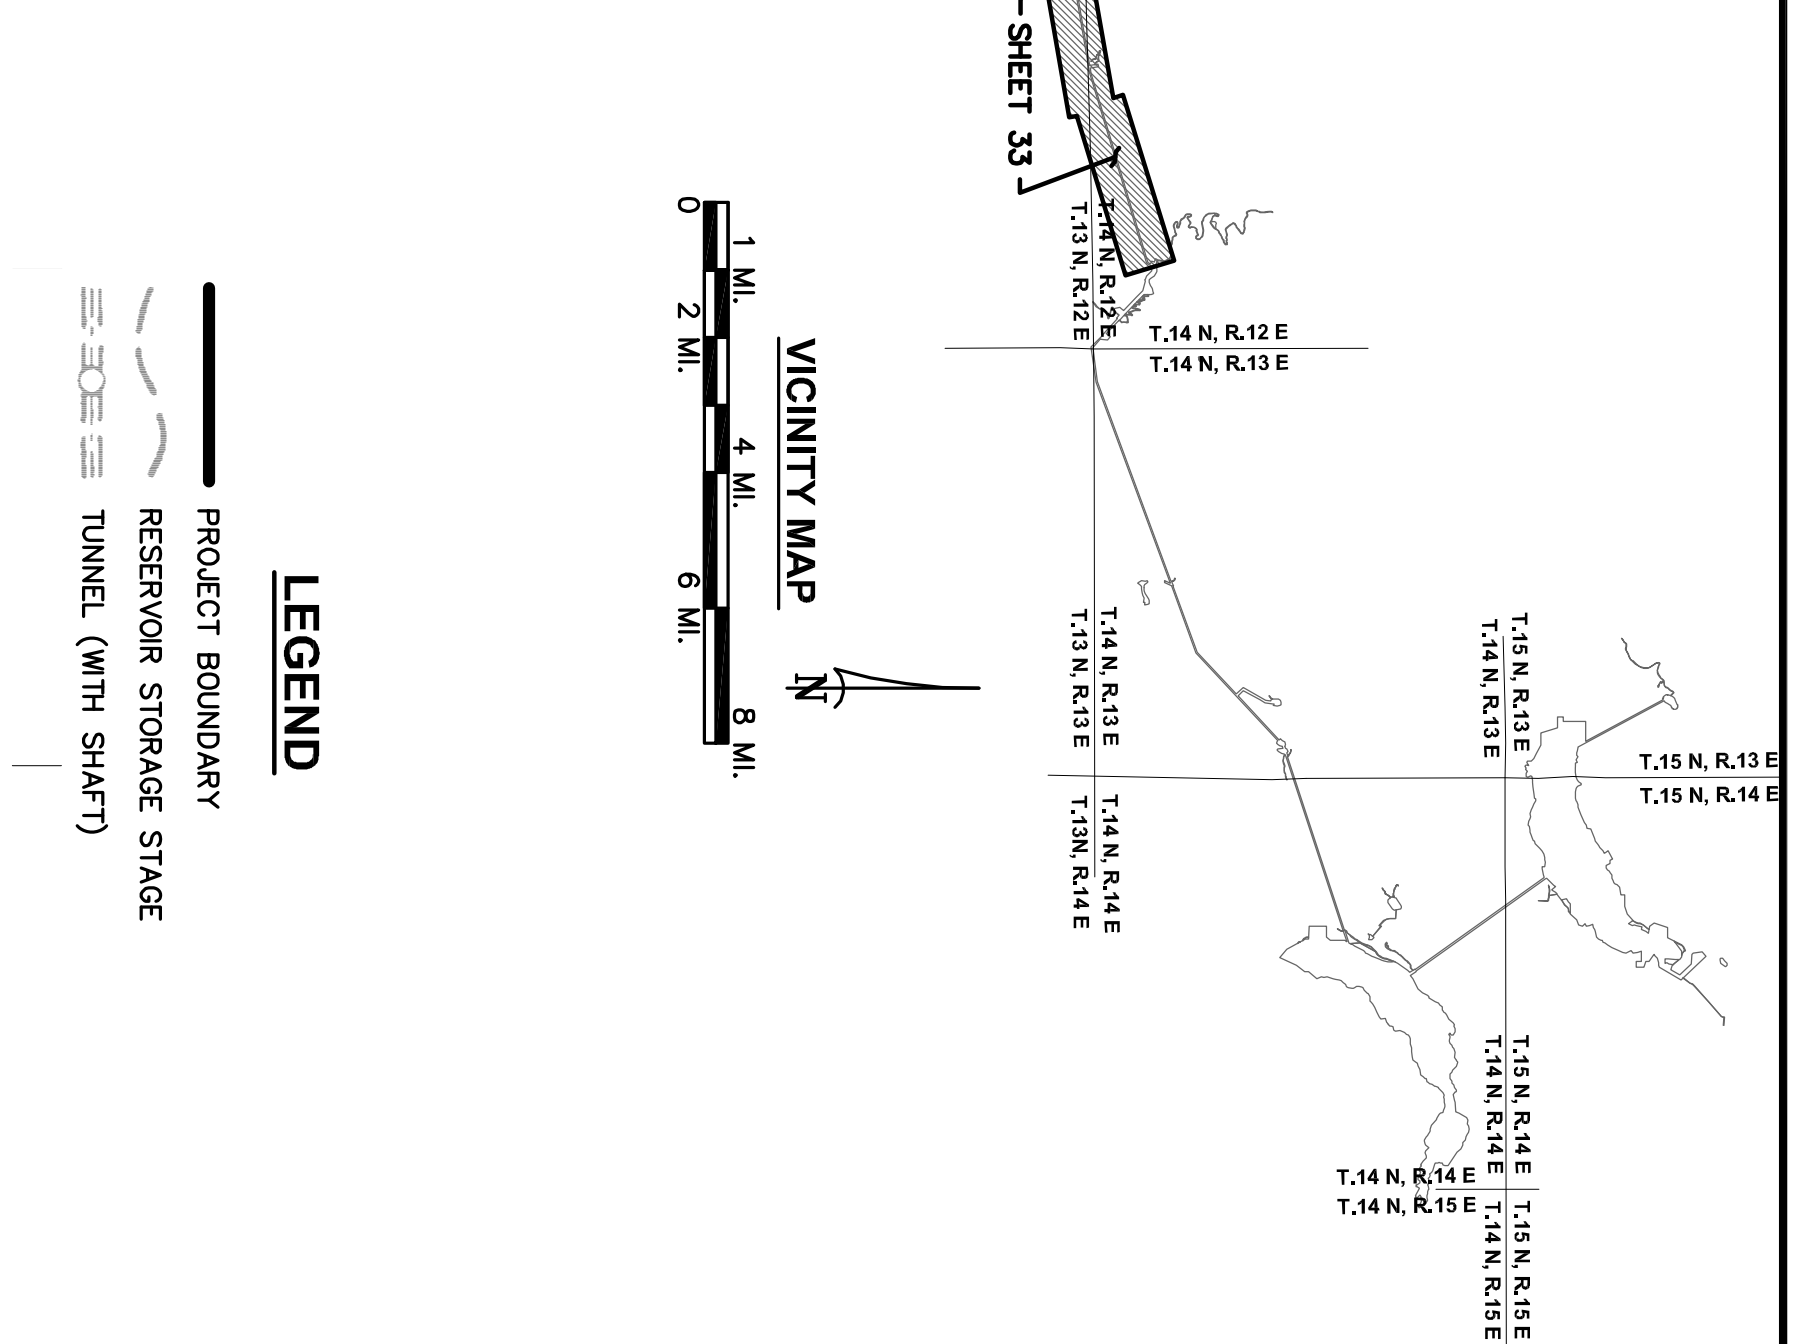 SHEET 33
T.14 N, R.12 E
T.13 N, R.12 E
T.14 N, R.12 E
T.14 N, R.13 E
T.14 N, R.13 E
T.13 N, R.13 E
T.15 N, R.13 E
T.14 N, R.13 E
T.15 N, R.13 E
T.15 N, R.14 E
T.14 N, R.14 E
T.13N, R.14 E
T.15 N, R.14 E
T.14 N, R.14 E
T.14 N, R.14 E
T.14 N, R.15 E
T.15 N, R.15 E
T.14 N, R.15 E
VICINITY MAP
N
1 MI.
4 MI.
8 MI.
0
2 MI.
6 MI.
LEGEND
PROJECT BOUNDARY
RESERVOIR STORAGE STAGE
TUNNEL (WITH SHAFT)